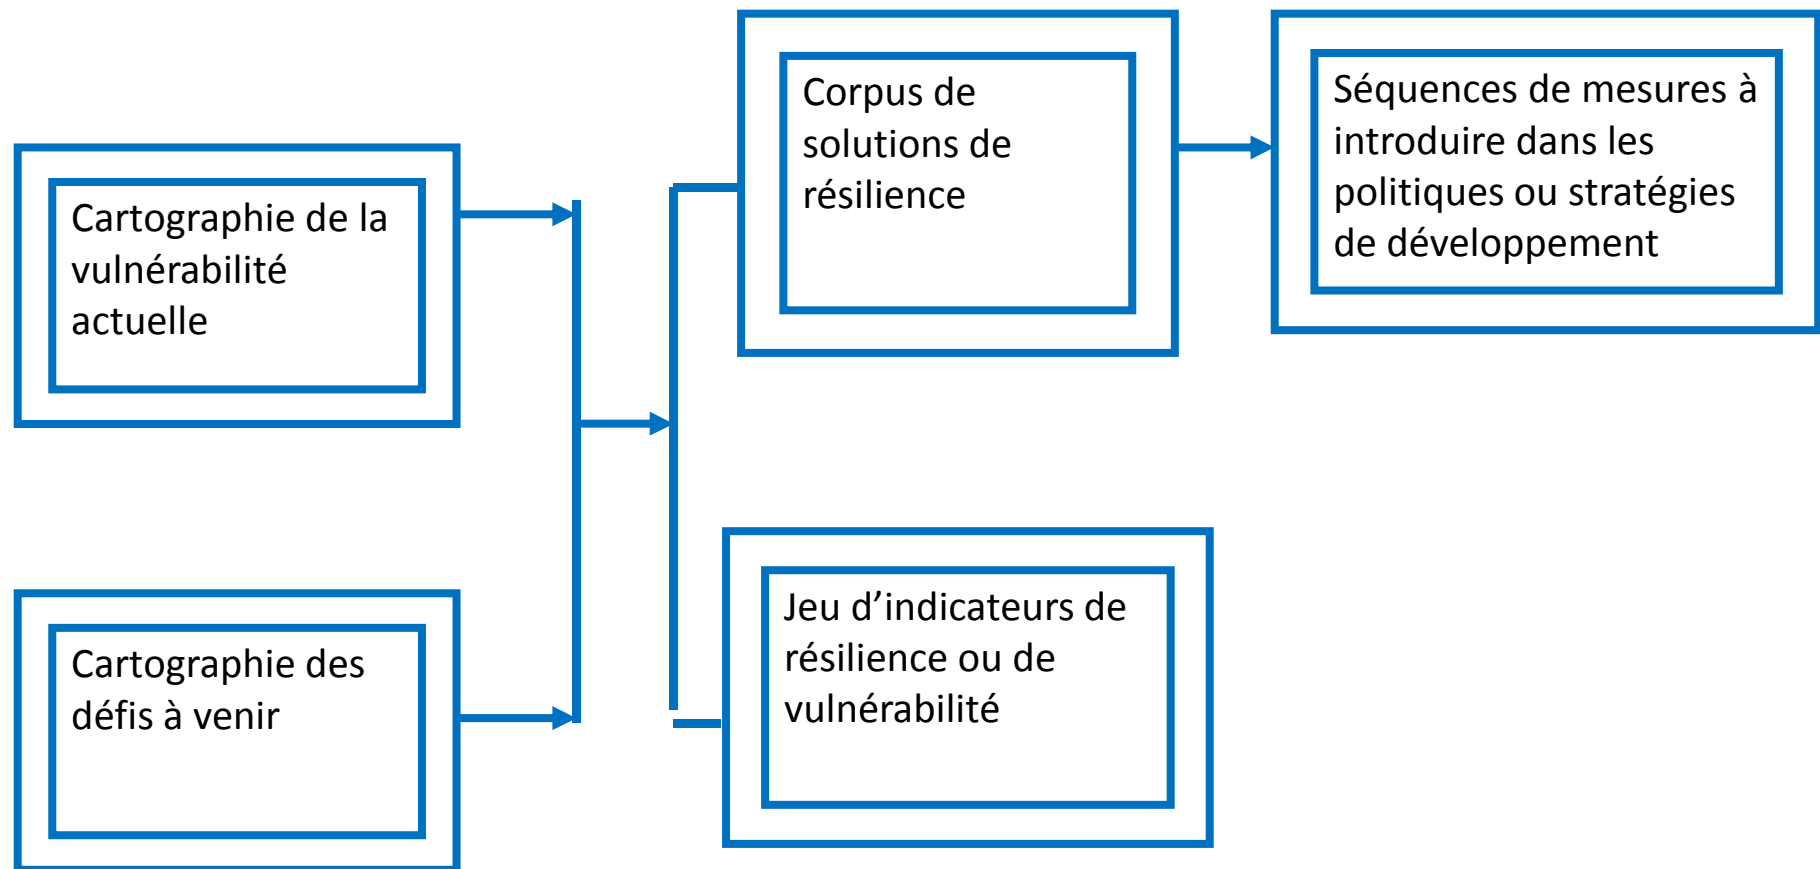 Cartographie de la
vulnérabilité
actuelle
Cartographie des
défis à venir
Corpus de
solutions de
résilience
Jeu d’indicateurs de
résilience ou de
vulnérabilité
Séquences de mesures à
introduire dans les
politiques ou stratégies
de développement